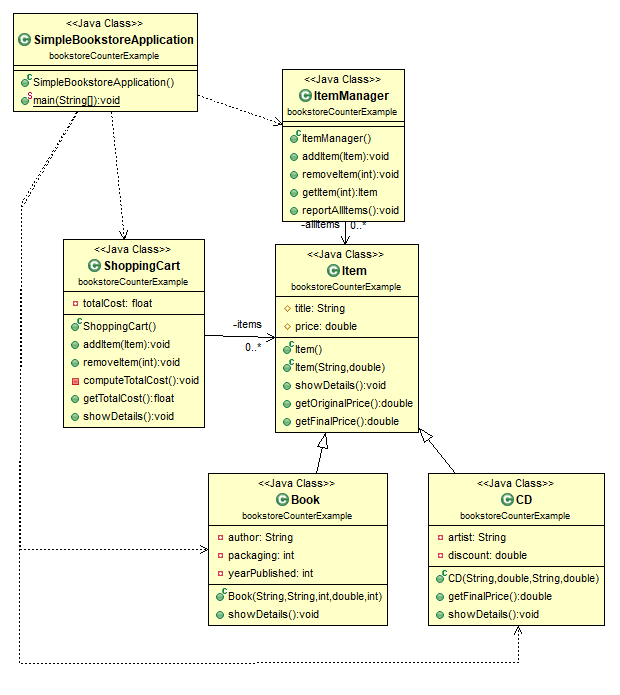 <<Java Class>>
SimpleBookstoreApplication
bookstoreCounterExample
SimpleBookstoreApplication()
main(String[]):void
<<Java Class>>
ItemManager
bookstoreCounterExample
ItemManager()
addItem(Item):void
removeItem(int):void
getItem(int):Item
reportAllItems():void
-allItems 0..*
<<Java Class>>
ShoppingCart
bookstoreCounterExample
totalCost: float
ShoppingCart()
addItem(Item):void
removeItem(int):void
computeTotalCost():void
getTotalCost():float
showDetails():void
-items
0..*
<<Java Class>>
Item
bookstoreCounterExample
title: String
price: double
Item()
Item(String,double)
showDetails():void
getOriginalPrice():double
getFinalPrice():double
<<Java Class>>
Book
bookstoreCounterExample
author: String
packaging: int
yearPublished: int
Book(String,String,int,double,int)
showDetails():void
<<Java Class>>
CD
bookstoreCounterExample
artist: String
discount: double
CD(String,double,String,double)
getFinalPrice():double
showDetails():void